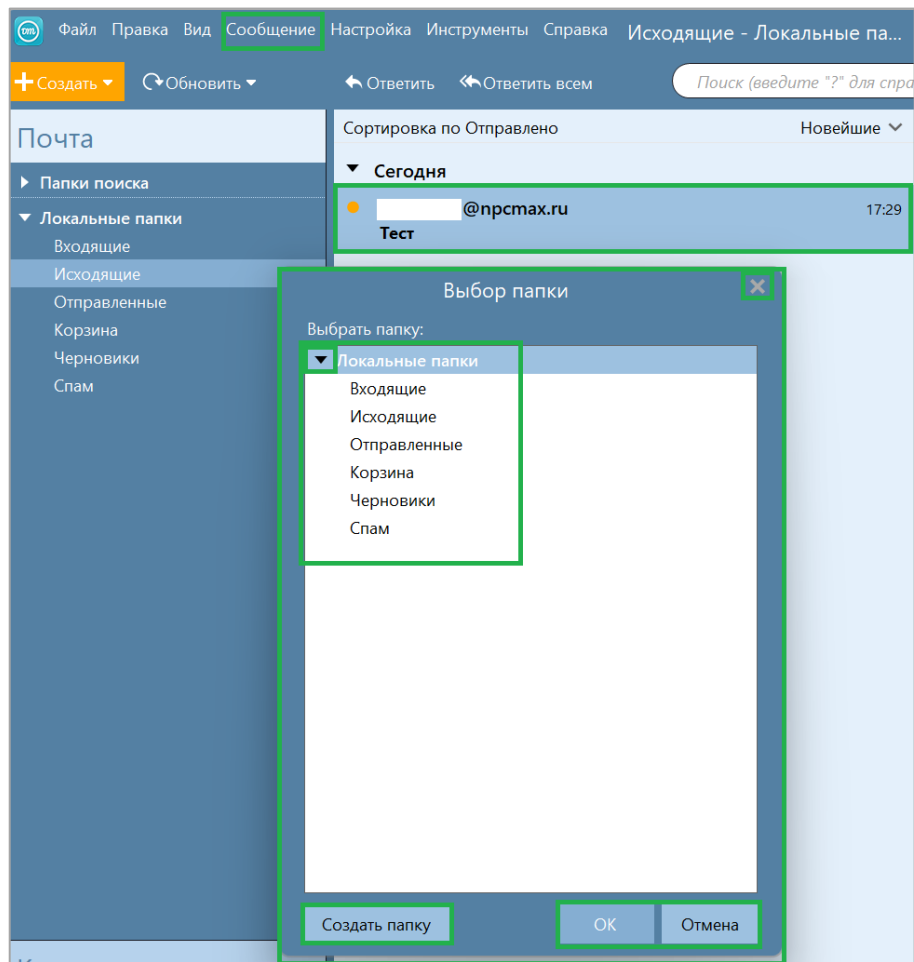 Файл Правка Вид Сообщение Настройка Инструменты Справка Исходящие - Локальные па...
Создать Обновить Ответить Ответить всем Поиск (введите "?" для спра
Почта
Сортировка по Отправлено Новейшие
Сегодня
Папки поиска
@npcmax.ru 17:29
Тест
Локальные папки
Входящие
Исходящие
Отправленные
Корзина
Черновики
Спам
Выбор папки
Выбрать папку:
Локальные папки
Входящие
Исходящие
Отправленные
Корзина
Черновики
Спам
Создать папку OK Отмена